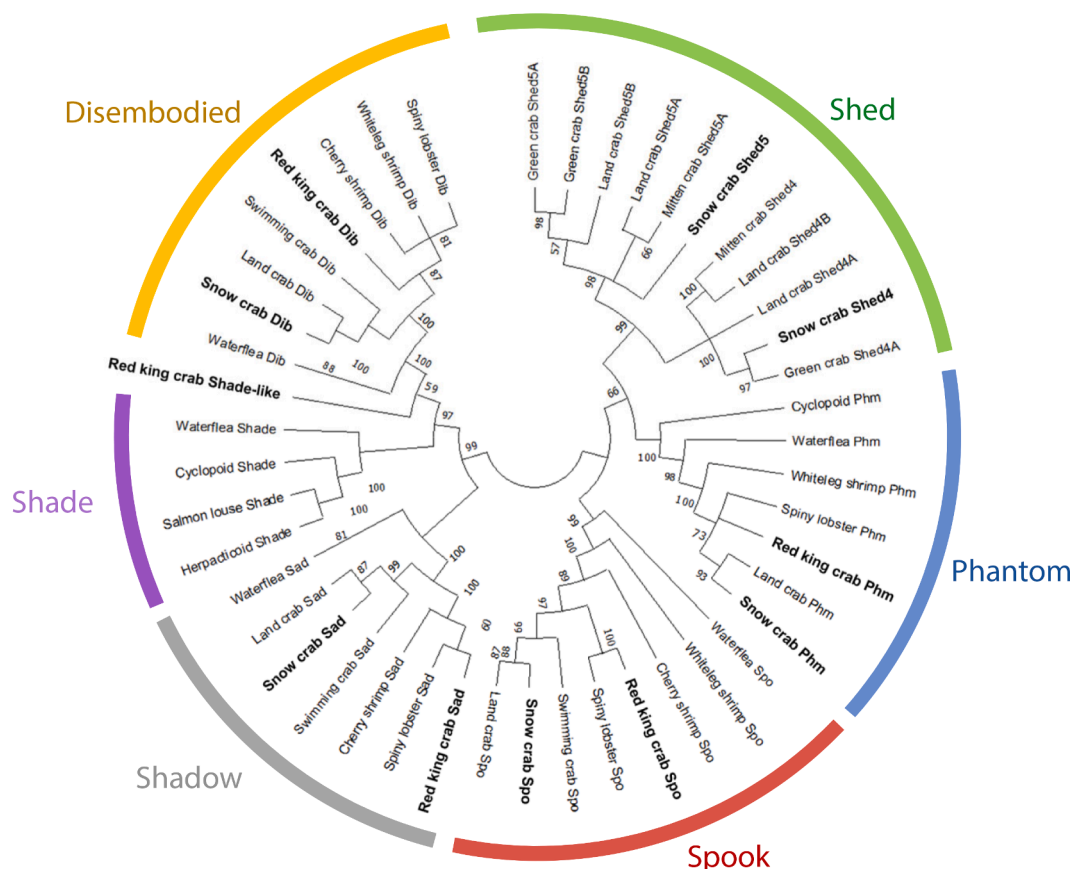 Disembodied
Shed
Phantom
Spook
Shadow
Shade
Green crab Shed5A
Green crab Shed5B
Land crab Shed5B
Land crab Shed5A
Mitten crab Shed5A
Snow crab Shed5
Mitten crab Shed4
Land crab Shed4B
Land crab Shed4A
Snow crab Shed4
Green crab Shed4A
Cyclopoid Phm
Waterflea Phm
Whiteleg shrimp Phm
Spiny lobster Phm
Red king crab Phm
Land crab Phm
Snow crab Phm
Waterflea Spo
Whiteleg shrimp Spo
Cherry shrimp Spo
Red king crab Spo
Spiny lobster Spo
Swimming crab Spo
Snow crab Spo
Land crab Spo
Red king crab Sad
Spiny lobster Sad
Cherry shrimp Sad
Swimming crab Sad
Snow crab Sad
Land crab Sad
Waterflea Sad
Herpacticoid Shade
Salmon louse Shade
Cyclopoid Shade
Waterflea Shade
Red king crab Shade-like
Waterflea Dib
Snow crab Dib
Land crab Dib
Swimming crab Dib
Red king crab Dib
Cherry shrimp Dib
Whiteleg shrimp Dib
Spiny lobster Dib
98
57
98
66
99
100
100
97
66
100
98
100
73
93
99
100
89
97
100
99
88
87
60
100
100
99
87
81
100
100
99
97
59
100
88
100
100
87
81